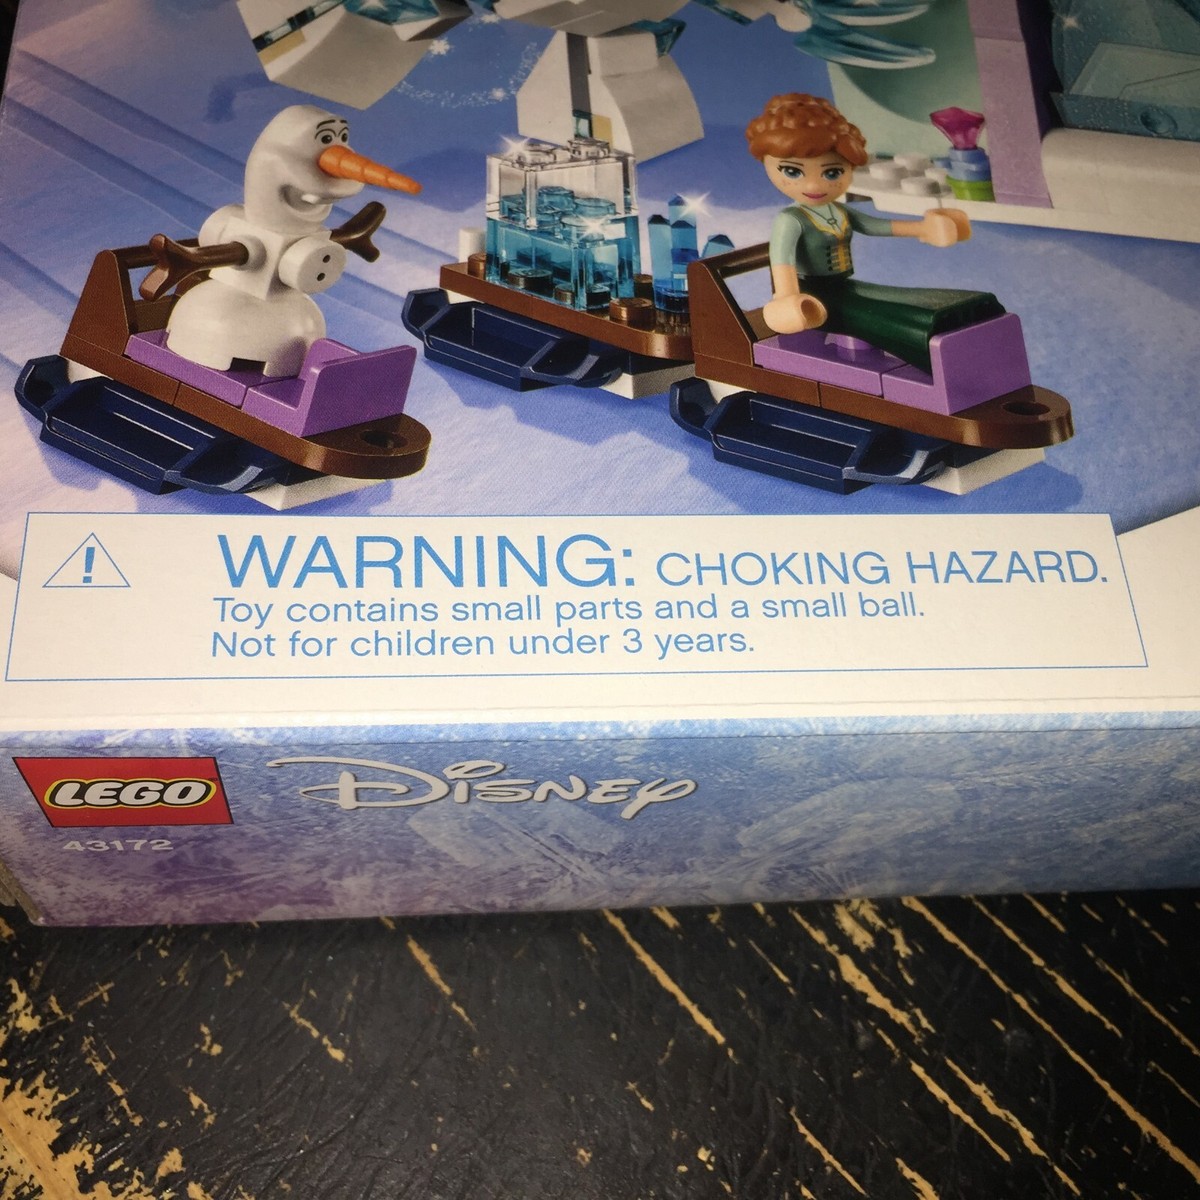 !
WARNING: CHOKING HAZARD.
Toy contains small parts and a small ball.
Not for children under 3 years.
LEGO
Disney
43172